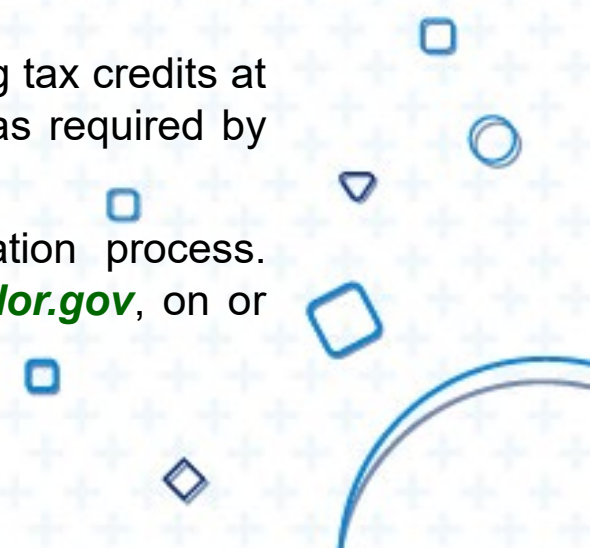 g tax credits at
as required by
ation process.
lor.gov, on or